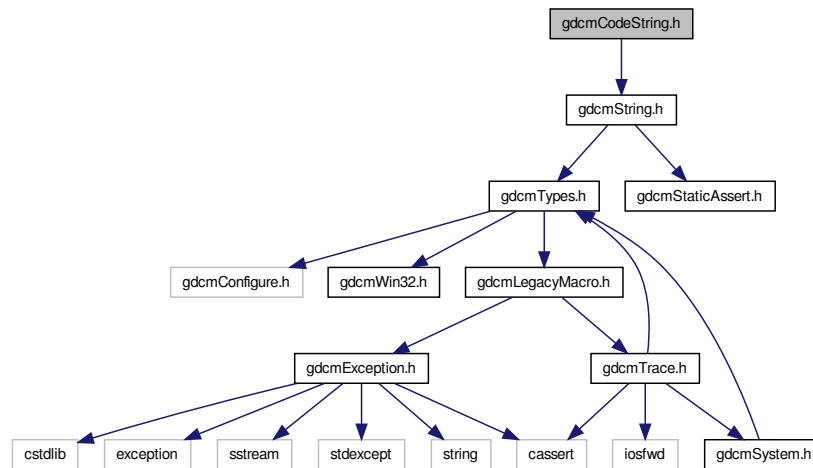 gdcmCodeString.h
gdcmString.h
gdcmTypes.h
gdcmStaticAssert.h
gdcmConfigure.h
gdcmWin32.h
gdcmLegacyMacro.h
gdcmException.h
gdcmTrace.h
cstdlib
exception
sstream
stdexcept
string
cassert
iosfwd
gdcmSystem.h